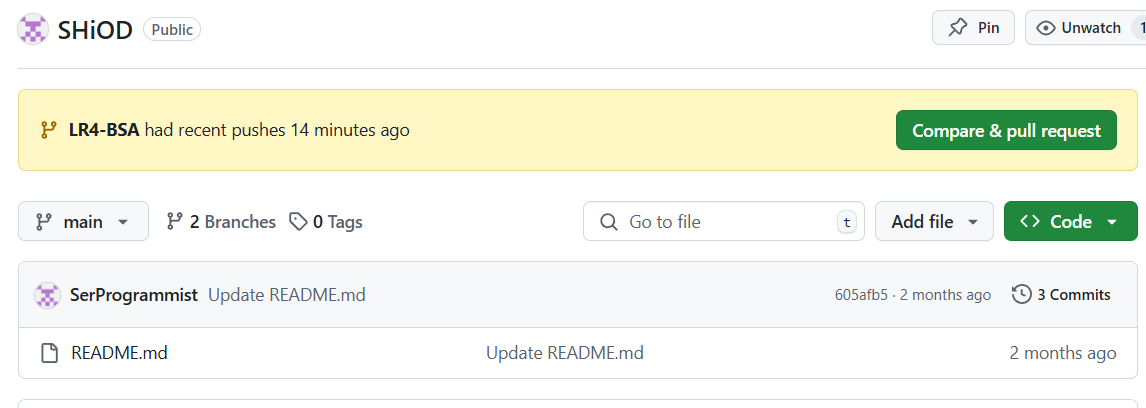 SHiOD Public Pin Unwatch 1
LR4-BSA had recent pushes 14 minutes ago Compare & pull request
main 2 Branches 0 Tags Go to file t Add file Code
SerProgrammist Update README.md 605afb5 · 2 months ago 3 Commits
README.md Update README.md 2 months ago